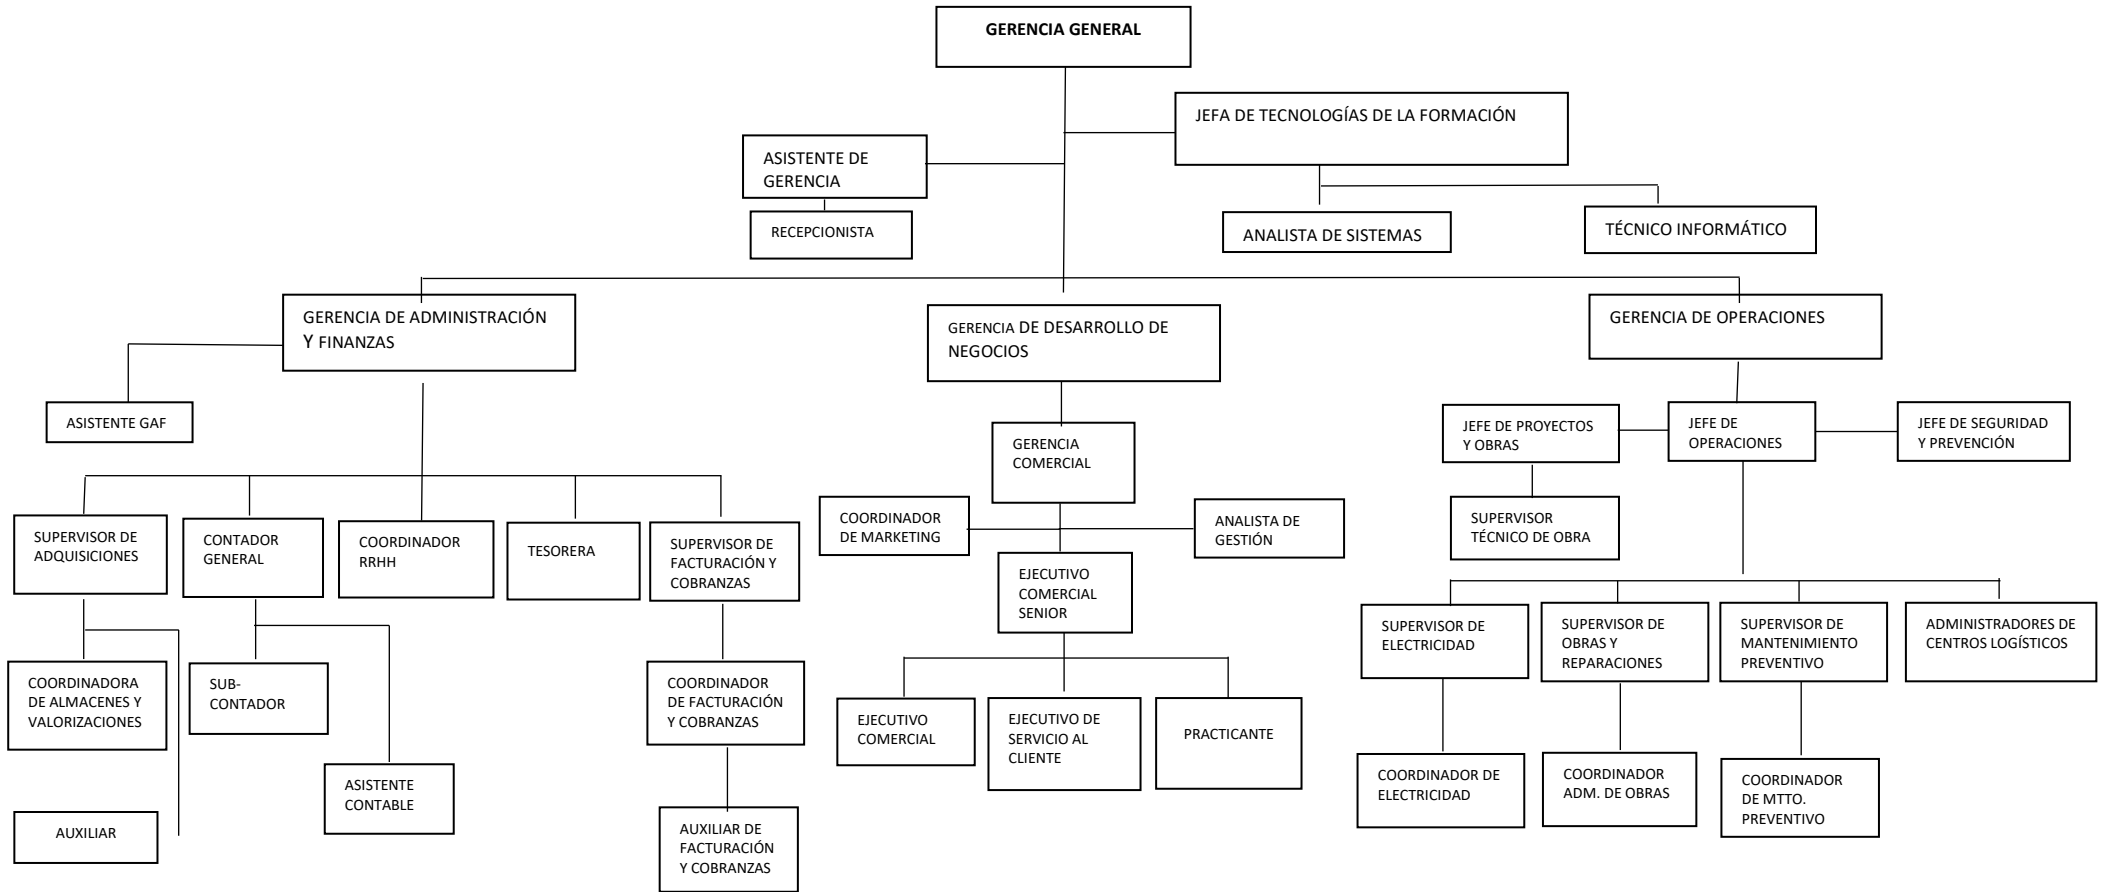 GERENCIA GENERAL
JEFA DE TECNOLOGÍAS DE LA FORMACIÓN
ASISTENTE DE
GERENCIA
RECEPCIONISTA
ANALISTA DE SISTEMAS
TÉCNICO INFORMÁTICO
GERENCIA DE ADMINISTRACIÓN
Y FINANZAS
GERENCIA DE DESARROLLO DE
NEGOCIOS
GERENCIA DE OPERACIONES
ASISTENTE GAF
GERENCIA
COMERCIAL
JEFE DE PROYECTOS
Y OBRAS
JEFE DE
OPERACIONES
JEFE DE SEGURIDAD
Y PREVENCIÓN
SUPERVISOR DE
ADQUISICIONES
CONTADOR
GENERAL
COORDINADOR
RRHH
TESORERA
SUPERVISOR DE
FACTURACIÓN Y
COBRANZAS
COORDINADOR
DE MARKETING
ANALISTA DE
GESTIÓN
SUPERVISOR
TÉCNICO DE OBRA
EJECUTIVO
COMERCIAL
SENIOR
SUPERVISOR DE
ELECTRICIDAD
SUPERVISOR DE
OBRAS Y
REPARACIONES
SUPERVISOR DE
MANTENIMIENTO
PREVENTIVO
ADMINISTRADORES DE
CENTROS LOGÍSTICOS
COORDINADORA
DE ALMACENES Y
VALORIZACIONES
SUB-
CONTADOR
COORDINADOR
DE FACTURACIÓN
Y COBRANZAS
EJECUTIVO
COMERCIAL
EJECUTIVO DE
SERVICIO AL
CLIENTE
PRACTICANTE
ASISTENTE
CONTABLE
COORDINADOR DE
ELECTRICIDAD
COORDINADOR
ADM. DE OBRAS
COORDINADOR
DE MTTO.
PREVENTIVO
AUXILIAR
AUXILIAR DE
FACTURACIÓN
Y COBRANZAS